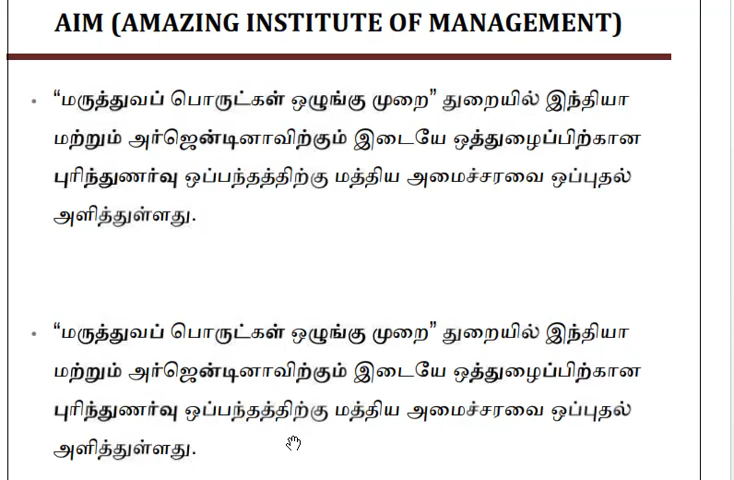 AIM (AMAZING INSTITUTE OF MANAGEMENT)
• “மருத்துவப் பொருட்கள் ஒழுங்கு முறை” துறையில் இந்தியா
மற்றும் அர்ஜென்டினாவிற்கும் இடையே ஒத்துழைப்பிற்கான
புரிந்துணர்வு ஒப்பந்தத்திற்கு மத்திய அமைச்சரவை ஒப்புதல்
அளித்துள்ளது.
• “மருத்துவப் பொருட்கள் ஒழுங்கு முறை” துறையில் இந்தியா
மற்றும் அர்ஜென்டினாவிற்கும் இடையே ஒத்துழைப்பிற்கான
புரிந்துணர்வு ஒப்பந்தத்திற்கு மத்திய அமைச்சரவை ஒப்புதல்
அளித்துள்ளது.